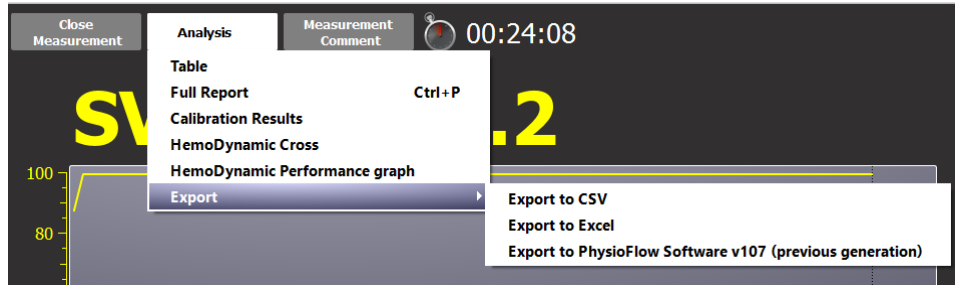 Close Measurement
Analysis
Measurement Comment
00:24:08
Table
Full Report Ctrl+P
Calibration Results
HemoDynamic Cross
HemoDynamic Performance graph
Export
Export to CSV
Export to Excel
Export to PhysioFlow Software v107 (previous generation)
.2
100
80